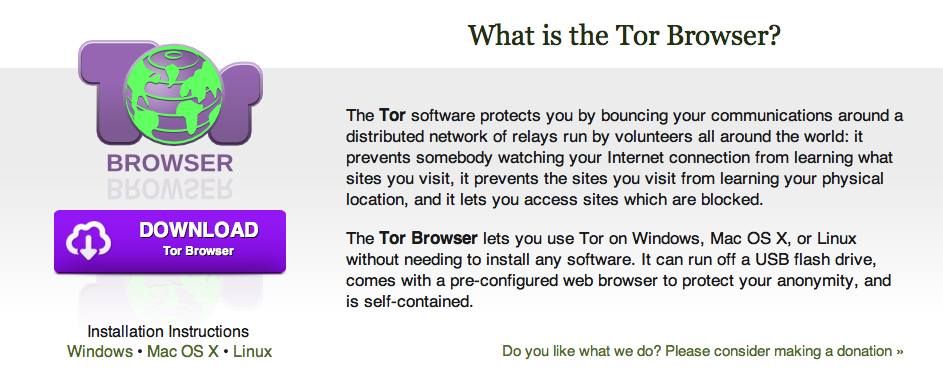 What is the Tor Browser?
Tor
BROWSER
DOWNLOAD
Tor Browser
Installation Instructions
Windows • Mac OS X • Linux
The Tor software protects you by bouncing your communications around a
distributed network of relays run by volunteers all around the world: it
prevents somebody watching your Internet connection from learning what
sites you visit, it prevents the sites you visit from learning your physical
location, and it lets you access sites which are blocked.
The Tor Browser lets you use Tor on Windows, Mac OS X, or Linux
without needing to install any software. It can run off a USB flash drive,
comes with a pre-configured web browser to protect your anonymity, and
is self-contained.
Do you like what we do? Please consider making a donation »